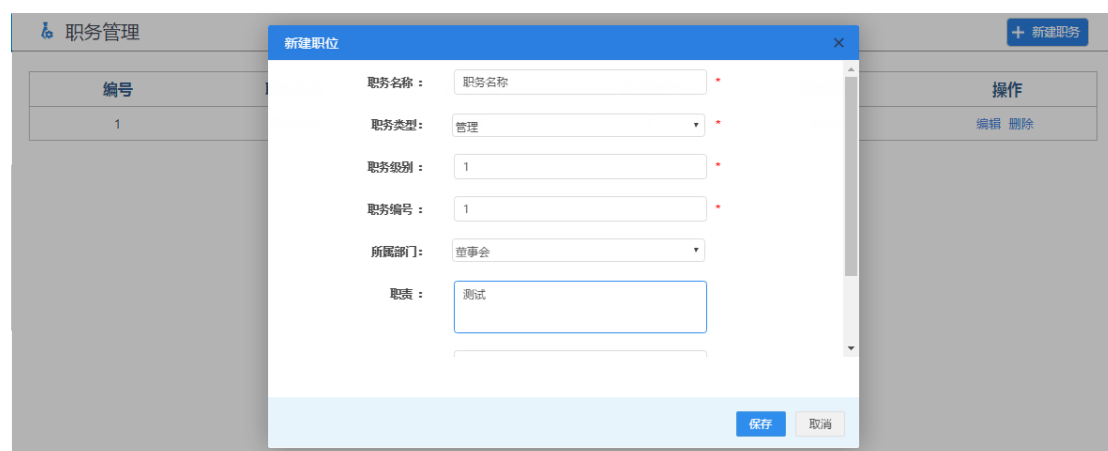 职务管理
+ 新建职务
新建职位 ×
编号
操作
1
编辑 删除
职务名称： 职务名称 *
职务类型： 管理 *
职务级别： 1 *
职务编号： 1 *
所属部门： 董事会
职责： 测试
保存 取消